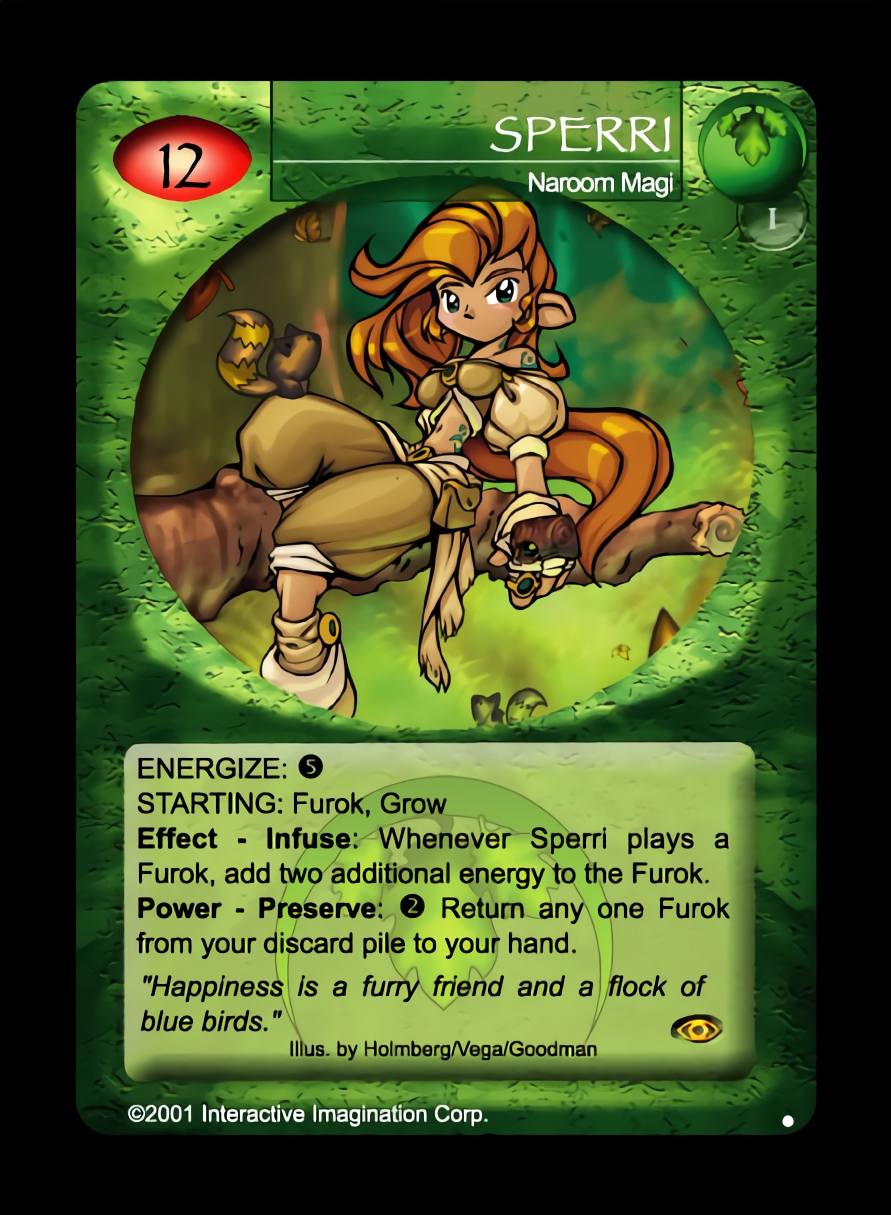 12
SPERRI
Naroom Magi
I
ENERGIZE: 5
STARTING: Furok, Grow
Effect - Infuse: Whenever Sperri plays a
Furok, add two additional energy to the Furok.
Power - Preserve: 2 Return any one Furok
from your discard pile to your hand.
"Happiness is a furry friend and a flock of
blue birds."
Illus. by Holmberg/Vega/Goodman
©2001 Interactive Imagination Corp.